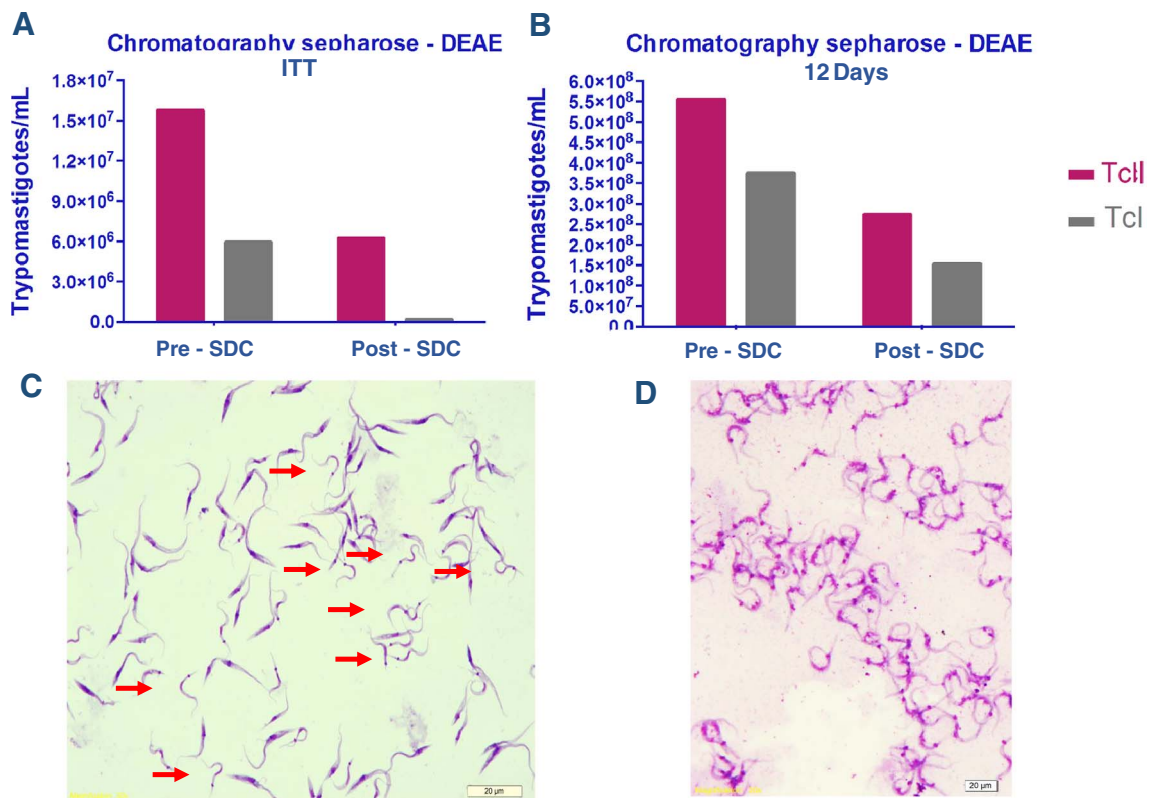 A
Chromatography sepharose - DEAE
ITT
Trypomastigotes/mL
1.8×10⁷
1.5×10⁷
1.2×10⁷
9.0×10⁶
6.0×10⁶
3.0×10⁶
0.0
Pre - SDC
Post - SDC
B
Chromatography sepharose - DEAE
12 Days
Trypomastigotes/mL
6.0×10⁸
5.5×10⁸
5.0×10⁸
4.5×10⁸
4.0×10⁸
3.5×10⁸
3.0×10⁸
2.5×10⁸
2.0×10⁸
1.5×10⁸
1.0×10⁸
5.0×10⁷
0.0
Pre - SDC
Post - SDC
TcII
TcI
C
20 µm
D
20 µm